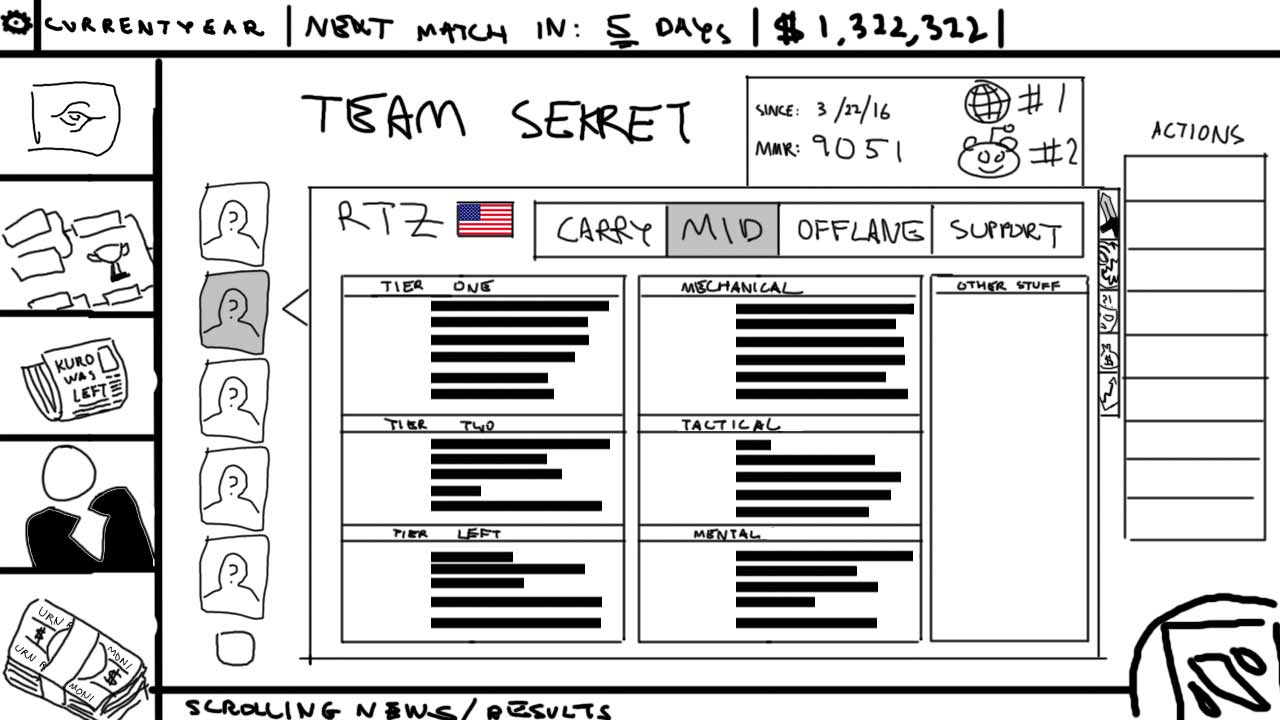 CURRENTYEAR | NEXT MATCH IN: 5 DAYS | $ 1,322,322 |
TEAM SEKRET
SINCE: 3/22/16
#1
MMR: 9051
#2
ACTIONS
RTZ
CARRY MID OFFLANE SUPPORT
TIER ONE
MECHANICAL
OTHER STUFF
TIER TWO
TACTICAL
TIER LEFT
MENTAL
KURO
WAS
LEFT
URN
$
URN
MONI
$
MONI
SCROLLING NEWS/RESULTS